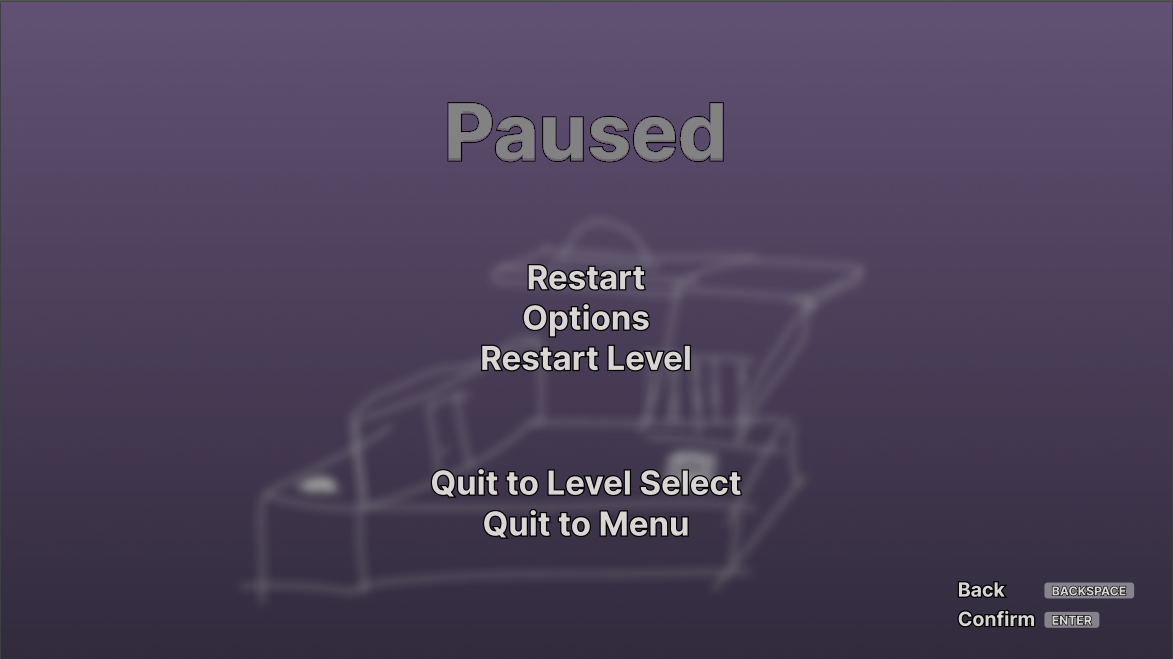 Paused
Restart
Options
Restart Level
Quit to Level Select
Quit to Menu
Back BACKSPACE
Confirm ENTER